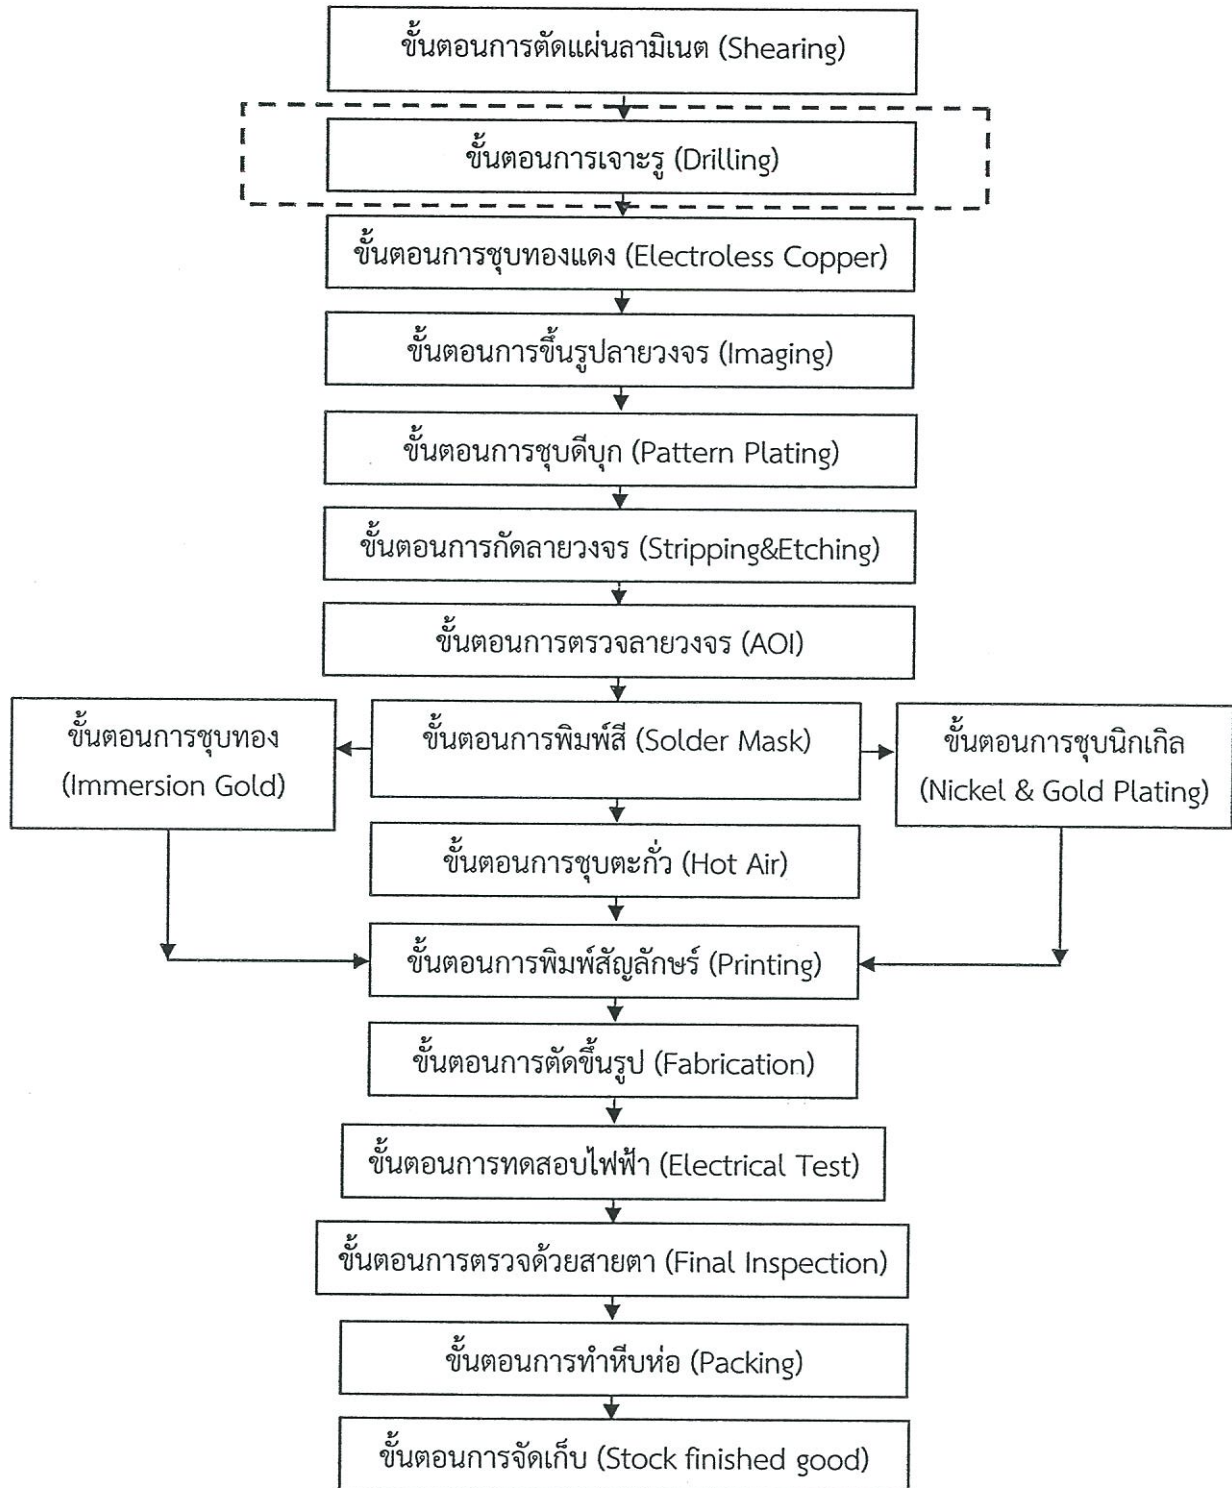 ขั้นตอนการตัดแผ่นลามิเนต (Shearing)
ขั้นตอนการเจาะรู (Drilling)
ขั้นตอนการชุบทองแดง (Electroless Copper)
ขั้นตอนการขึ้นรูปลายวงจร (Imaging)
ขั้นตอนการชุบดีบุก (Pattern Plating)
ขั้นตอนการกัดลายวงจร (Stripping&Etching)
ขั้นตอนการตรวจลายวงจร (AOI)
ขั้นตอนการชุบทอง
(Immersion Gold)
ขั้นตอนการพิมพ์สี (Solder Mask)
ขั้นตอนการชุบนิกเกิล
(Nickel & Gold Plating)
ขั้นตอนการชุบตะกั่ว (Hot Air)
ขั้นตอนการพิมพ์สัญลักษร์ (Printing)
ขั้นตอนการตัดขึ้นรูป (Fabrication)
ขั้นตอนการทดสอบไฟฟ้า (Electrical Test)
ขั้นตอนการตรวจด้วยสายตา (Final Inspection)
ขั้นตอนการทำหีบห่อ (Packing)
ขั้นตอนการจัดเก็บ (Stock finished good)